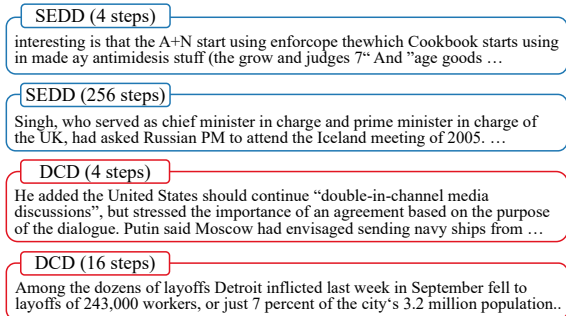 SEDD (4 steps)
interesting is that the A+N start using enforcope thewhich Cookbook starts using
in made ay antimidesis stuff (the grow and judges 7“ And ”age goods …
SEDD (256 steps)
Singh, who served as chief minister in charge and prime minister in charge of
the UK, had asked Russian PM to attend the Iceland meeting of 2005. …
DCD (4 steps)
He added the United States should continue “double-in-channel media
discussions”, but stressed the importance of an agreement based on the purpose
of the dialogue. Putin said Moscow had envisaged sending navy ships from …
DCD (16 steps)
Among the dozens of layoffs Detroit inflicted last week in September fell to
layoffs of 243,000 workers, or just 7 percent of the city‘s 3.2 million population..